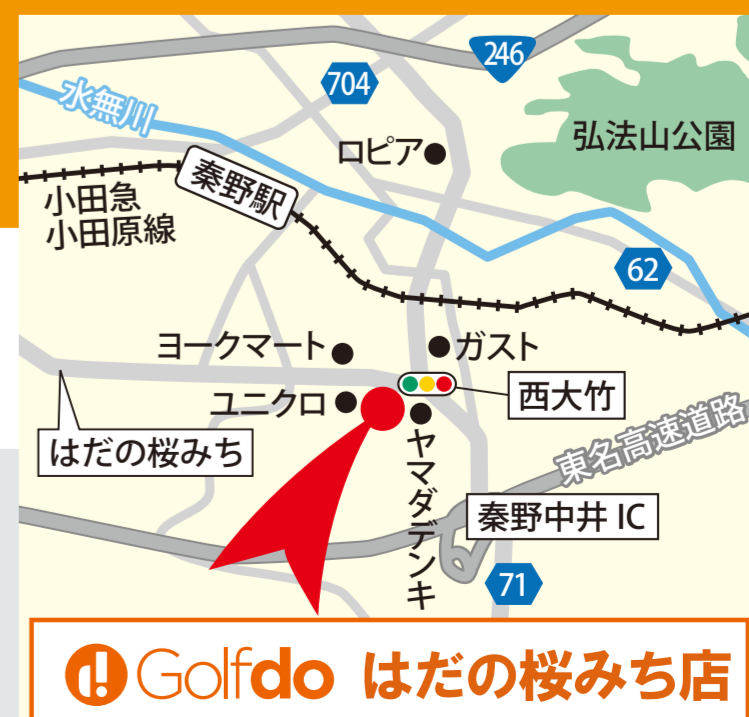 246
704
水無川
ロピア
弘法山公園
秦野駅
小田急
小田原線
62
ヨークマート
ガスト
ユニクロ
西大竹
はだの桜みち
ヤマダデンキ
東名高速道路
秦野中井 IC
71
Golfdo はだの桜みち店